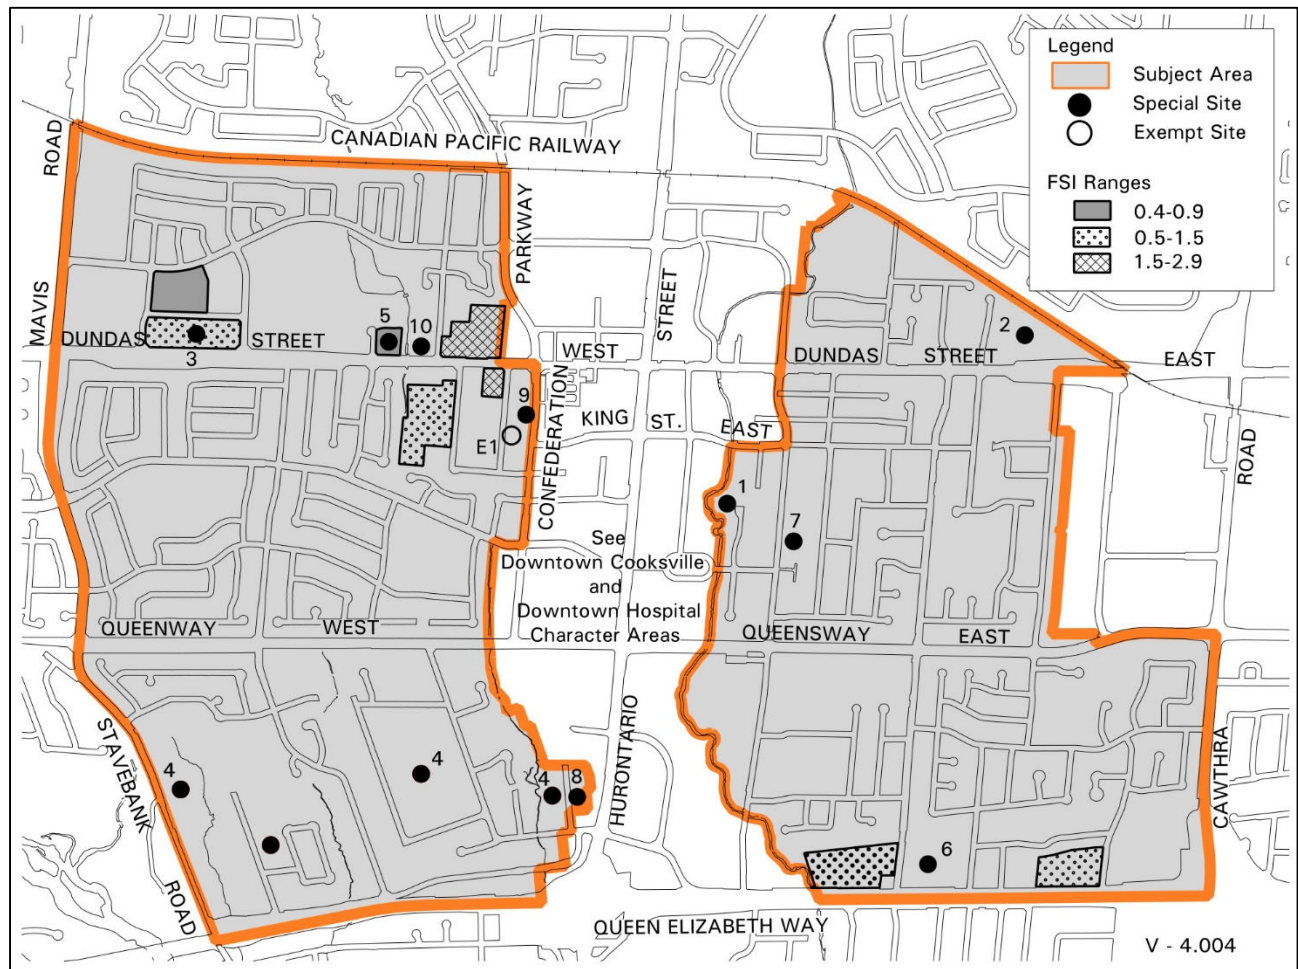 Legend
Subject Area
Special Site
Exempt Site
FSI Ranges
0.4-0.9
0.5-1.5
1.5-2.9
CANADIAN PACIFIC RAILWAY
ROAD
MAVIS
PARKWAY
STREET
DUNDAS STREET WEST
DUNDAS STREET EAST
3
5
10
2
9
E1
CONFEDERATION
KING ST. EAST
ROAD
1
7
See
Downtown Cooksville
and
Downtown Hospital
Character Areas
QUEENWAY WEST
QUEENSWAY EAST
STAVEBANK
ROAD
4
4
4
8
HURONTARIO
CAWTHRA
6
QUEEN ELIZABETH WAY
V - 4.004